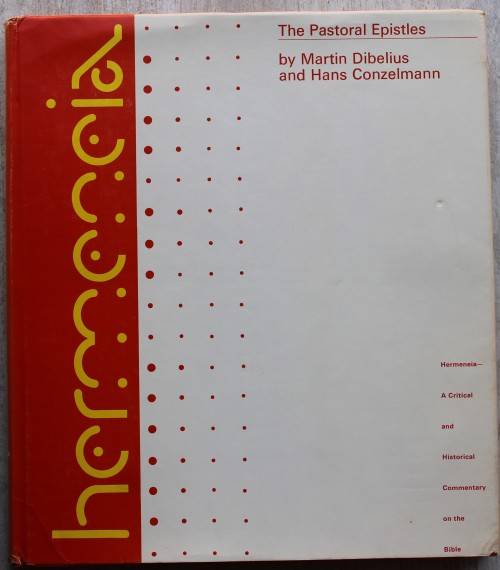 hermeneia
The Pastoral Epistles
by Martin Dibelius
and Hans Conzelmann
Hermeneia—
A Critical
and
Historical
Commentary
on the
Bible